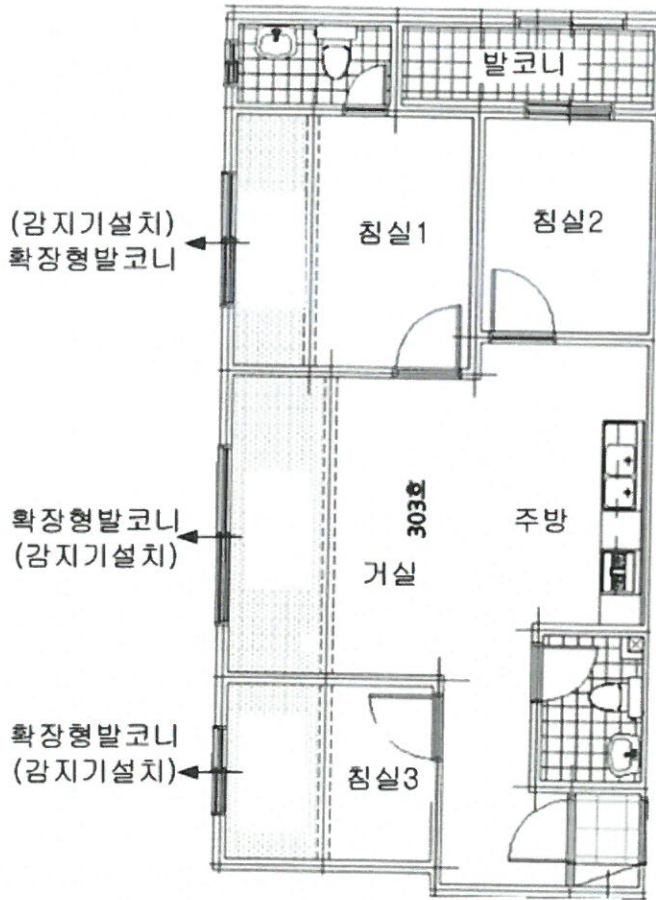 발코니
침실1
침실2
(감지기설치)
확장형발코니
303호
주방
거실
확장형발코니
(감지기설치)
확장형발코니
(감지기설치)
침실3